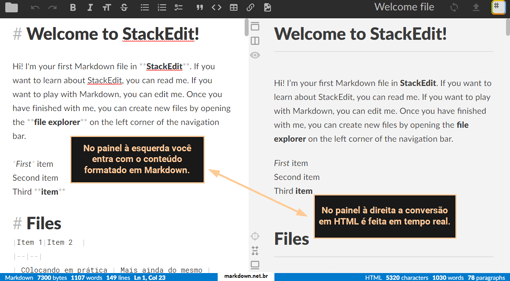 Welcome file
# Welcome to StackEdit!
Hi! I'm your first Markdown file in **StackEdit**. If you
want to learn about StackEdit, you can read me. If you
want to play with Markdown, you can edit me. Once you
have finished with me, you can create new files by opening
the **file explorer** on the left corner of the navigation
bar.
*First* item
Second item
Third **item**
# Files
|Item 1|Item 2 |
|--|--|
| COlocando em prática | Mais ainda do mesmo |
No painel à esquerda você
entra com o conteúdo
formatado em Markdown.
Welcome to StackEdit!
Hi! I'm your first Markdown file in StackEdit. If you want to
learn about StackEdit, you can read me. If you want to play
with Markdown, you can edit me. Once you have finished
with me, you can create new files by opening the file
explorer on the left corner of the navigation bar.
First item
Second item
Third item
No painel à direita a conversão
em HTML é feita em tempo real.
Files
Markdown 7300 bytes 1107 words 149 lines Ln 1, Col 23
markdown.net.br
HTML 5320 characters 1030 words 78 paragraphs